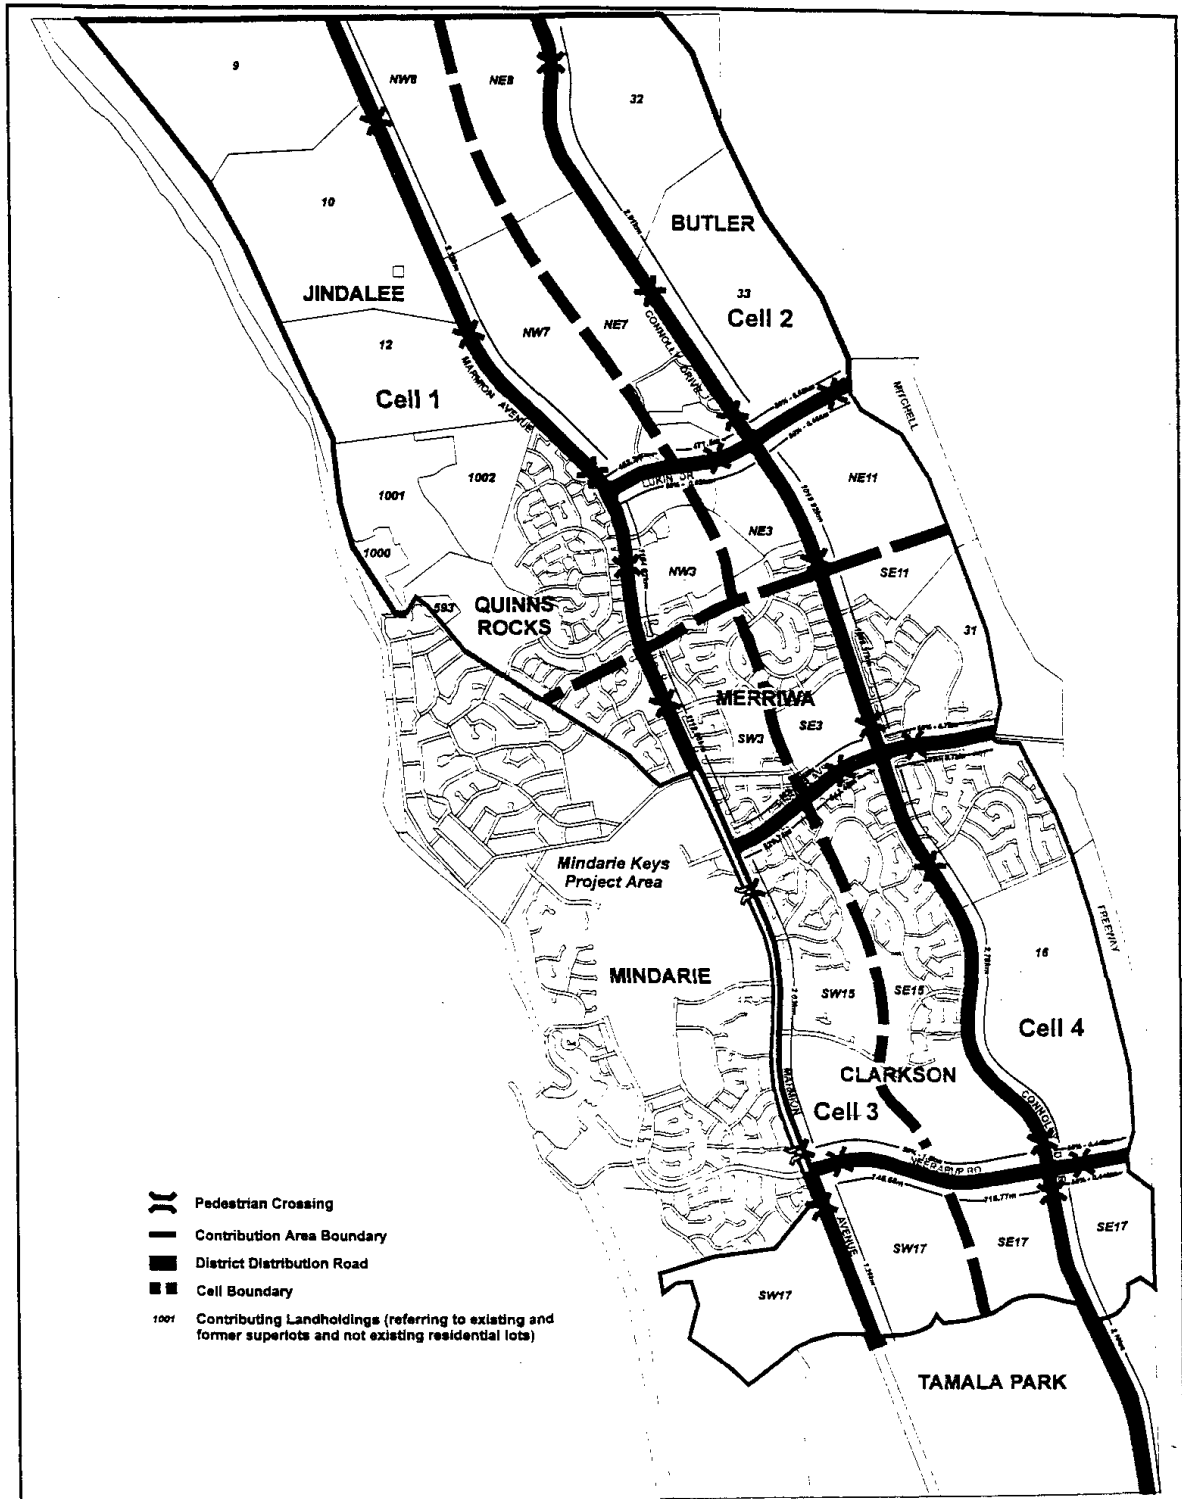 9
NW8
NE8
32
10
BUTLER
JINDALEE
33
Cell 2
12
NW7
NE7
CONNOLLY DRIVE
MARMION AVENUE
Cell 1
MITCHELL
1002
1001
LUKIN DR
NE11
1000
NE3
NW3
SE11
593
QUINNS
ROCKS
31
MERRIWA
SW3
SE3
Mindarie Keys
Project Area
FREEWAY
16
MINDARIE
SW15
SE15
Cell 4
CLARKSON
MARMION
Cell 3
CONNOLLY
NEERABUP RD
748.68m
718.77m
AVENUE
SW17
SE17
SE17
SW17
TAMALA PARK
Pedestrian Crossing
Contribution Area Boundary
District Distribution Road
Cell Boundary
1001 Contributing Landholdings (referring to existing and
former superlots and not existing residential lots)